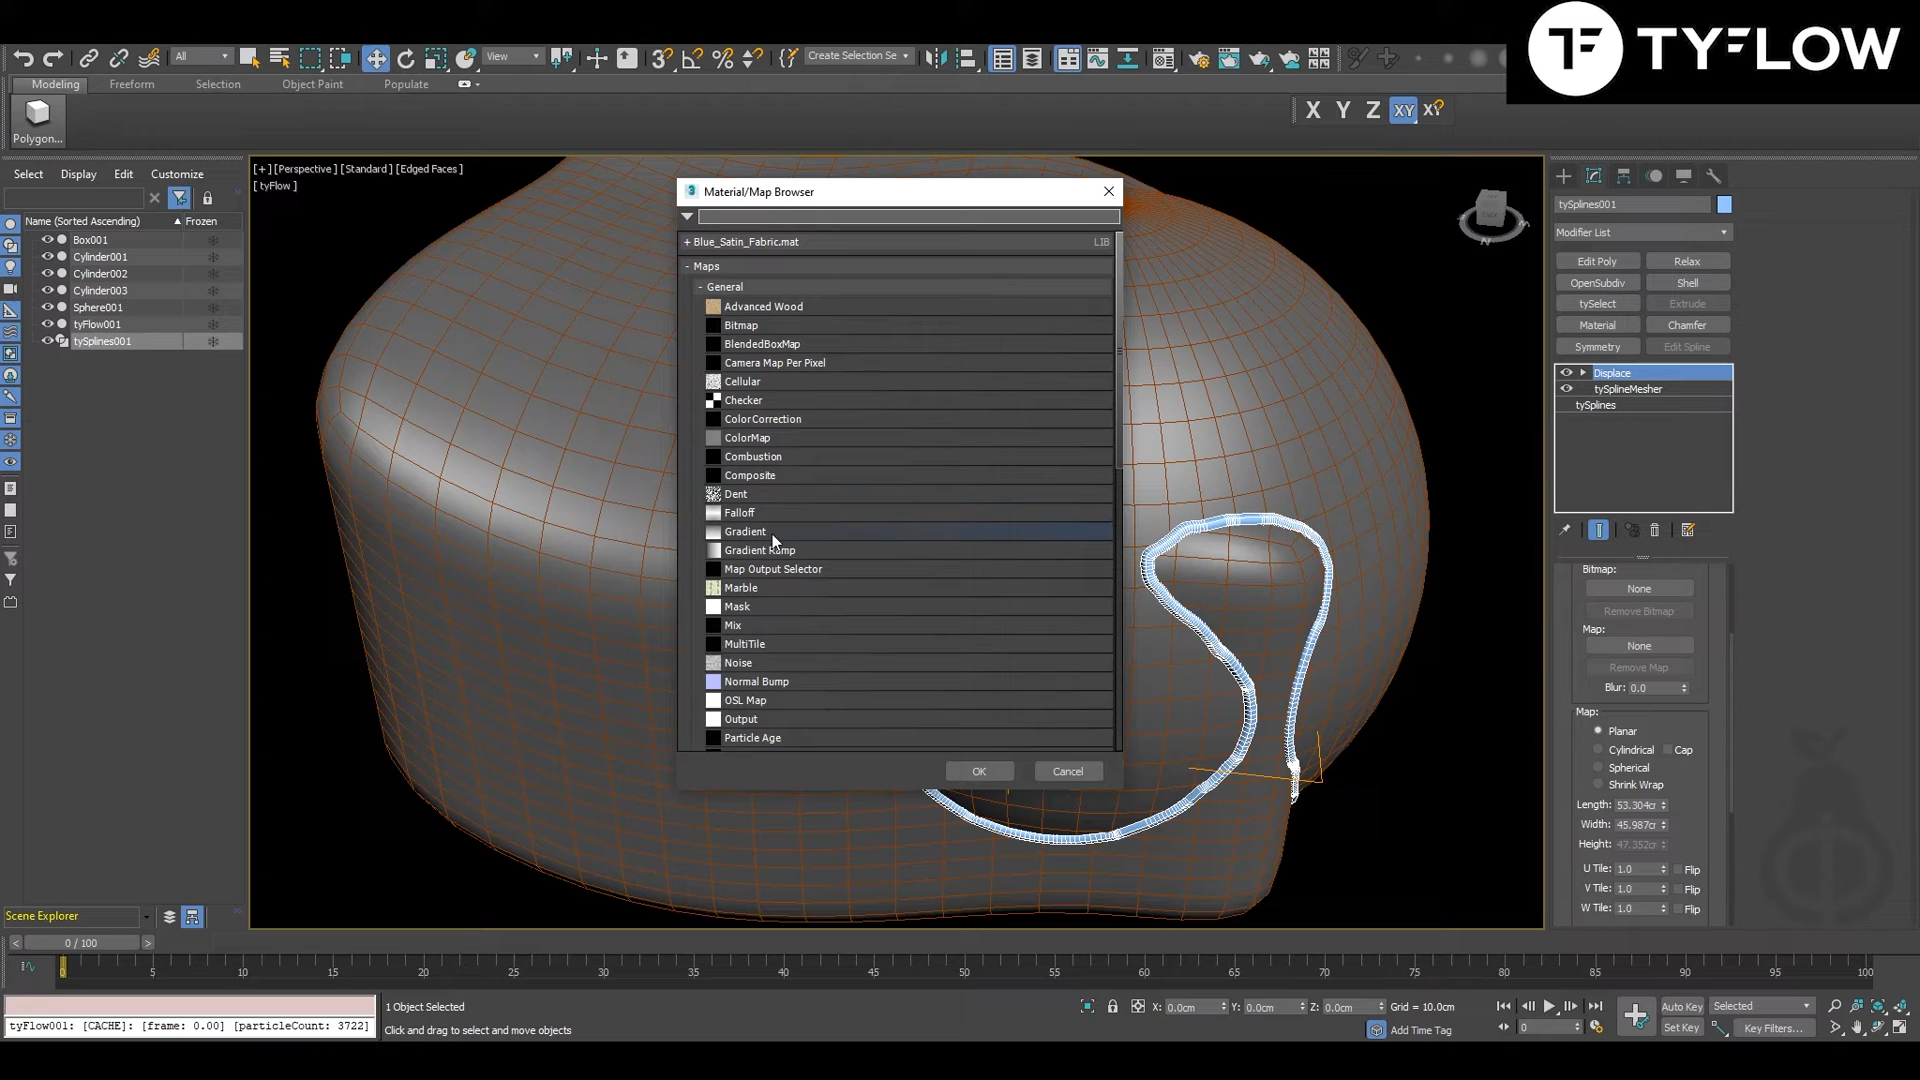 TYFLOW
All
View
Create Selection Se
Modeling
Freeform
Selection
Object Paint
Populate
X Y Z XY
Polygon...
Select Display Edit Customize
Name (Sorted Ascending) Frozen
Box001
Cylinder001
Cylinder002
Cylinder003
Sphere001
tyFlow001
tySplines001
[+] [Perspective] [Standard] [Edged Faces]
[ tyFlow ]
Material/Map Browser
+ Blue_Satin_Fabric.mat LIB
- Maps
- General
Advanced Wood
Bitmap
BlendedBoxMap
Camera Map Per Pixel
Cellular
Checker
ColorCorrection
ColorMap
Combustion
Composite
Dent
Falloff
Gradient
Gradient Ramp
Map Output Selector
Marble
Mask
Mix
MultiTile
Noise
Normal Bump
OSL Map
Output
Particle Age
OK Cancel
tySplines001
Modifier List
Edit Poly Relax
OpenSubdiv Shell
tySelect Extrude
Material Chamfer
Symmetry Edit Spline
Displace
tySplineMesher
tySplines
Bitmap:
None
Remove Bitmap
Map:
None
Remove Map
Blur: 0.0
Map:
Planar
Cylindrical Cap
Spherical
Shrink Wrap
Length: 53.304cr
Width: 45.987cr
Height: 47.352cr
U Tile: 1.0 Flip
V Tile: 1.0 Flip
W Tile: 1.0 Flip
Scene Explorer
< 0 / 100 >
0 5 10 15 20 25 30 35 40 45 50 55 60 65 70 75 80 85 90 95 100
1 Object Selected
X: 0.0cm Y: 0.0cm Z: 0.0cm Grid = 10.0cm
Auto Key Selected
tyFlow001: [CACHE]: [frame: 0.00] [particleCount: 3722]
Click and drag to select and move objects
Add Time Tag
0
Set Key Key Filters...